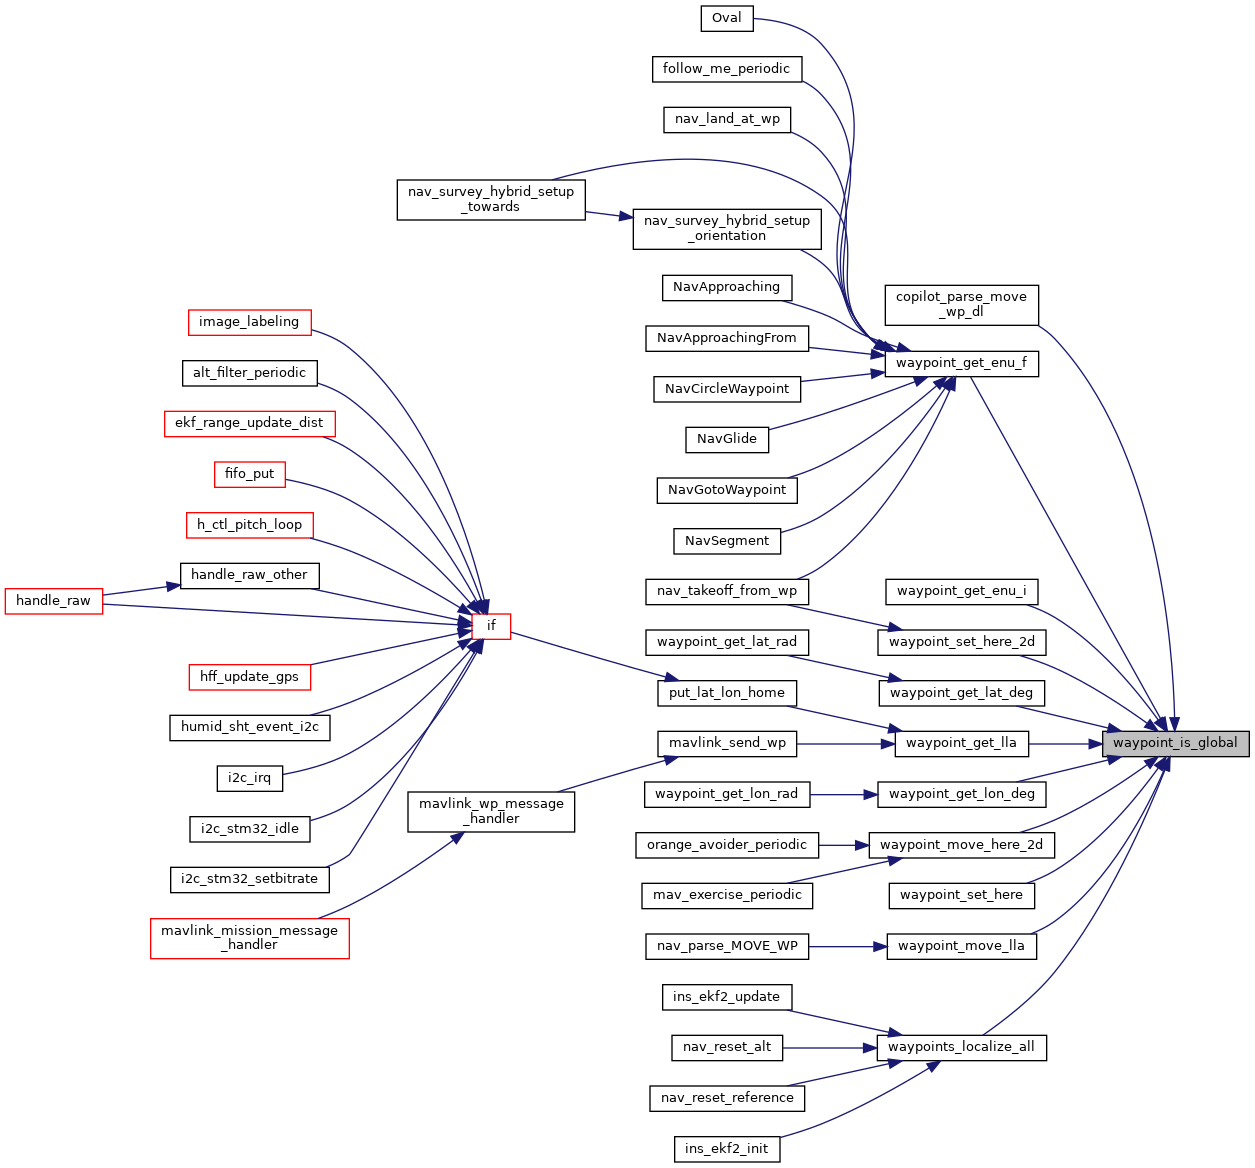 Oval
follow_me_periodic
nav_land_at_wp
nav_survey_hybrid_setup
_towards
nav_survey_hybrid_setup
_orientation
NavApproaching
copilot_parse_move
_wp_dl
image_labeling
NavApproachingFrom
waypoint_get_enu_f
alt_filter_periodic
NavCircleWaypoint
ekf_range_update_dist
NavGlide
fifo_put
NavGotoWaypoint
h_ctl_pitch_loop
NavSegment
handle_raw_other
nav_takeoff_from_wp
waypoint_get_enu_i
handle_raw
if
waypoint_get_lat_rad
waypoint_set_here_2d
hff_update_gps
put_lat_lon_home
waypoint_get_lat_deg
humid_sht_event_i2c
mavlink_send_wp
waypoint_get_lla
waypoint_is_global
i2c_irq
mavlink_wp_message
_handler
waypoint_get_lon_rad
waypoint_get_lon_deg
i2c_stm32_idle
orange_avoider_periodic
waypoint_move_here_2d
i2c_stm32_setbitrate
mav_exercise_periodic
waypoint_set_here
mavlink_mission_message
_handler
nav_parse_MOVE_WP
waypoint_move_lla
ins_ekf2_update
nav_reset_alt
waypoints_localize_all
nav_reset_reference
ins_ekf2_init